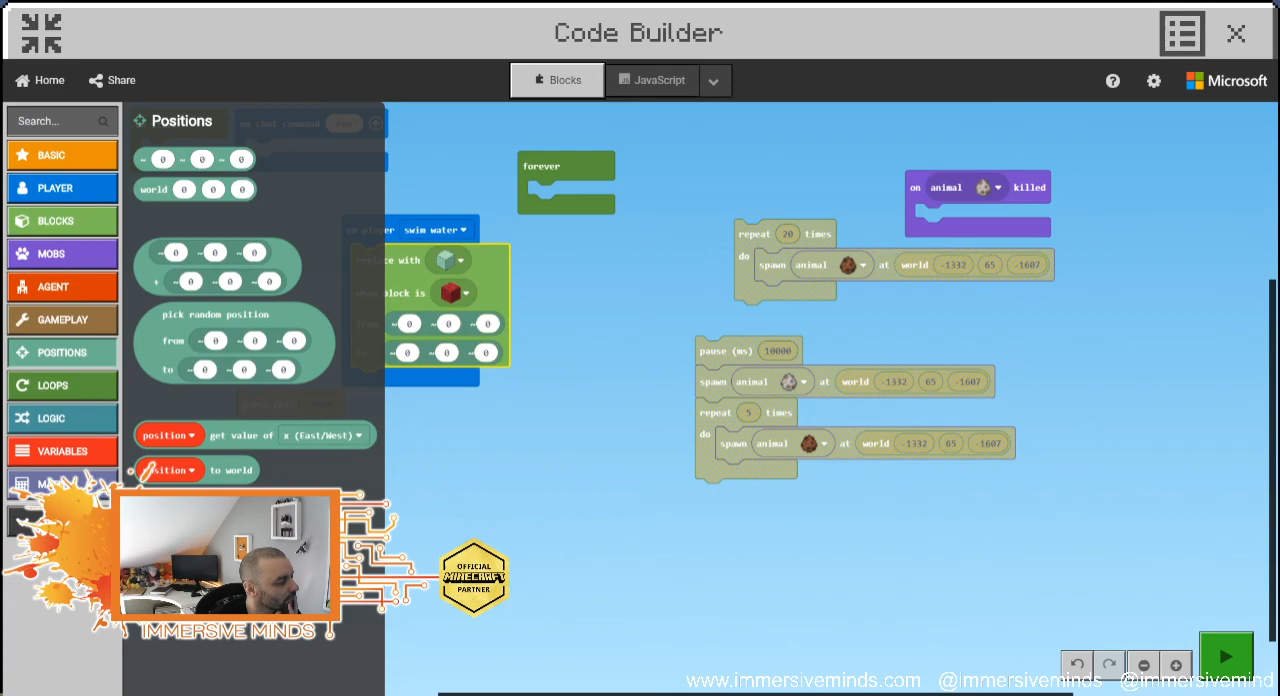 Code Builder
Home
Share
Blocks
JavaScript
Microsoft
Search...
BASIC
PLAYER
BLOCKS
MOBS
AGENT
GAMEPLAY
POSITIONS
LOOPS
LOGIC
VARIABLES
Positions
~ 0 ~ 0 ~ 0
world 0 0 0
~0 ~0 ~0
+ ~0 ~0 ~0
pick random position
from ~0 ~0 ~0
to ~0 ~0 ~0
position get value of x (East/West)
to world
on chat command run
player swim water
with
block is
~0 ~0 ~0
~0 ~0 ~0
forever
on animal killed
repeat 20 times
do spawn animal at world -1332 65 -1607
pause (ms) 10000
spawn animal at world -1332 65 -1607
repeat 5 times
do spawn animal at world -1332 65 -1607
IMMERSIVE MINDS
OFFICIAL
MINECRAFT
PARTNER
www.immersiveminds.com @immersiveminds @immersivemind